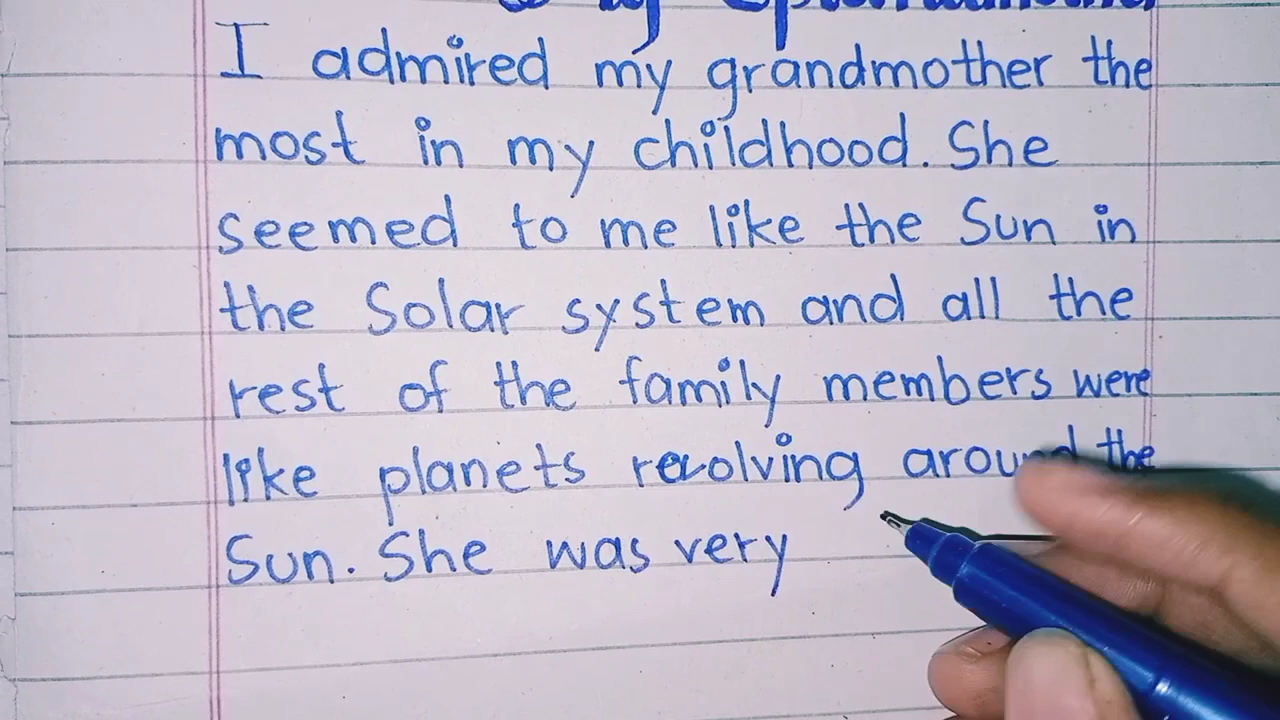 I admired my grandmother the
most in my childhood. She
seemed to me like the Sun in
the Solar system and all the
rest of the family members were
like planets revolving around the
Sun. She was very